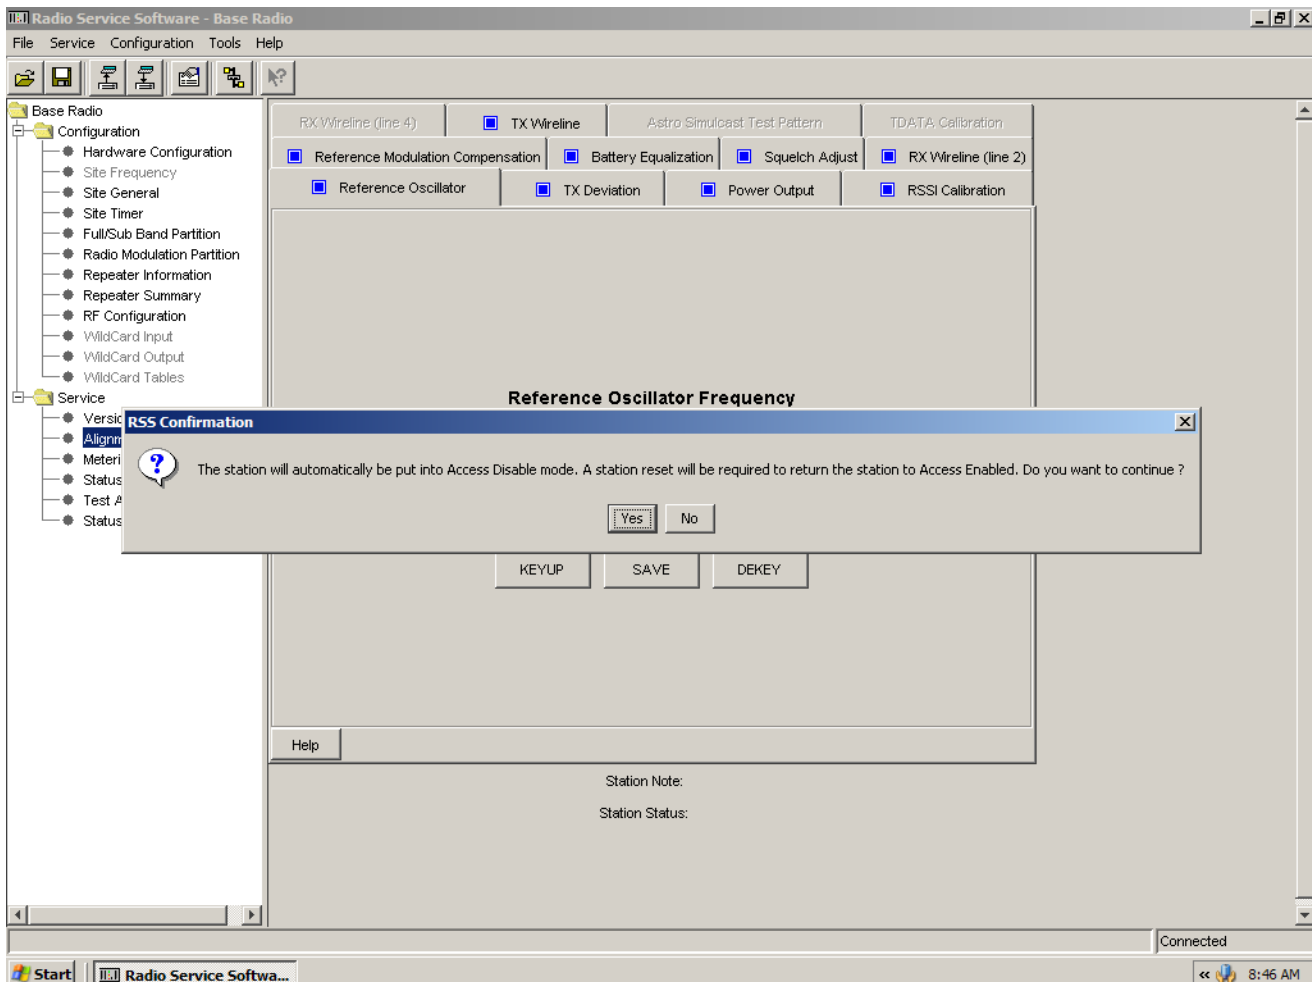 Radio Service Software - Base Radio
File Service Configuration Tools Help
Base Radio
Configuration
Hardware Configuration
Site Frequency
Site General
Site Timer
Full/Sub Band Partition
Radio Modulation Partition
Repeater Information
Repeater Summary
RF Configuration
WildCard Input
WildCard Output
WildCard Tables
Service
Versio
Alignm
Meteri
Status
Test A
Status
RX Wireline (line 4) TX Wireline Astro Simulcast Test Pattern TDATA Calibration
Reference Modulation Compensation Battery Equalization Squelch Adjust RX Wireline (line 2)
Reference Oscillator TX Deviation Power Output RSSI Calibration
Reference Oscillator Frequency
RSS Confirmation
The station will automatically be put into Access Disable mode. A station reset will be required to return the station to Access Enabled. Do you want to continue ?
Yes No
KEYUP SAVE DEKEY
Help
Station Note:
Station Status:
Connected
Start Radio Service Softwa... 8:46 AM